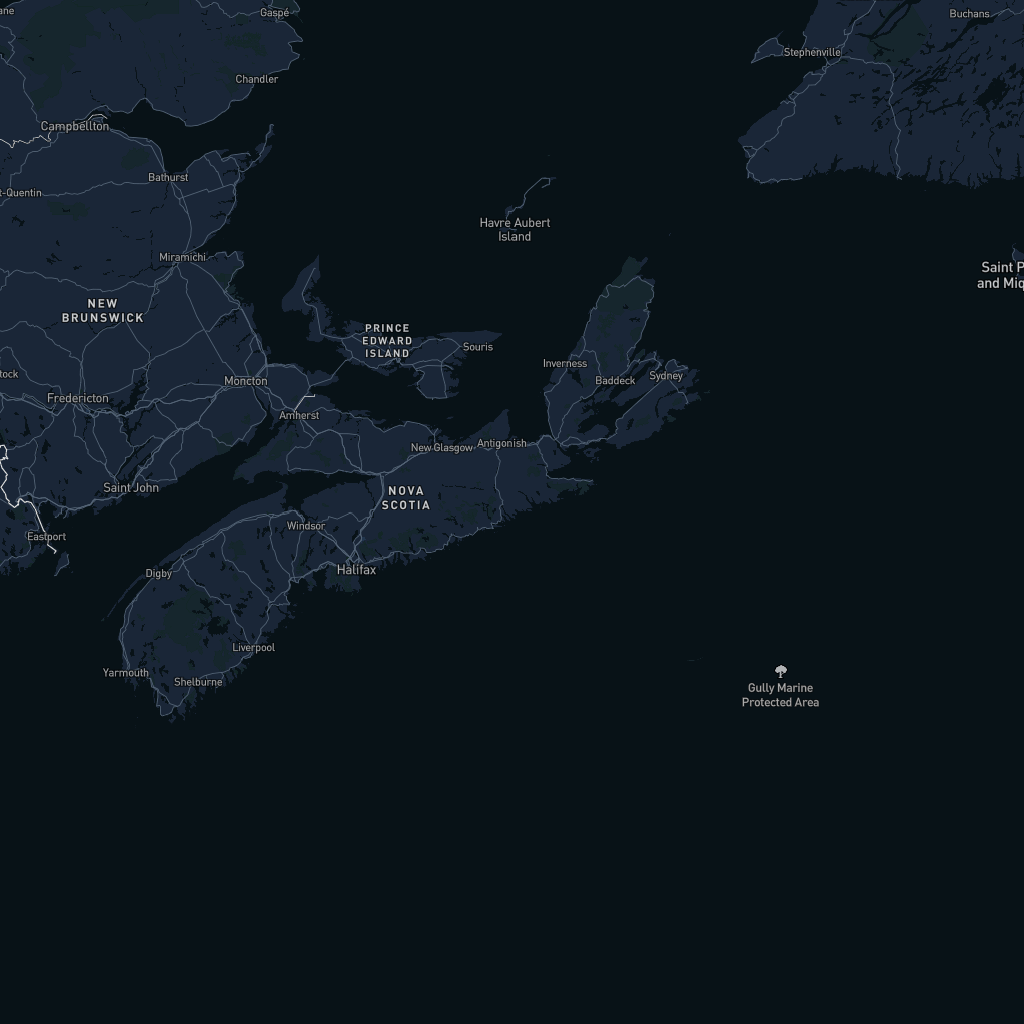 Gaspé
Buchans
Stephenville
Chandler
Campbellton
Bathurst
t-Quentin
Havre Aubert
Island
Miramichi
Saint P
and Miq
NEW
BRUNSWICK
PRINCE
EDWARD
ISLAND
Souris
Inverness
Baddeck
Sydney
tock
Moncton
Fredericton
Amherst
New Glasgow
Antigonish
Saint John
NOVA
SCOTIA
Windsor
Eastport
Halifax
Digby
Liverpool
Yarmouth
Shelburne
Gully Marine
Protected Area